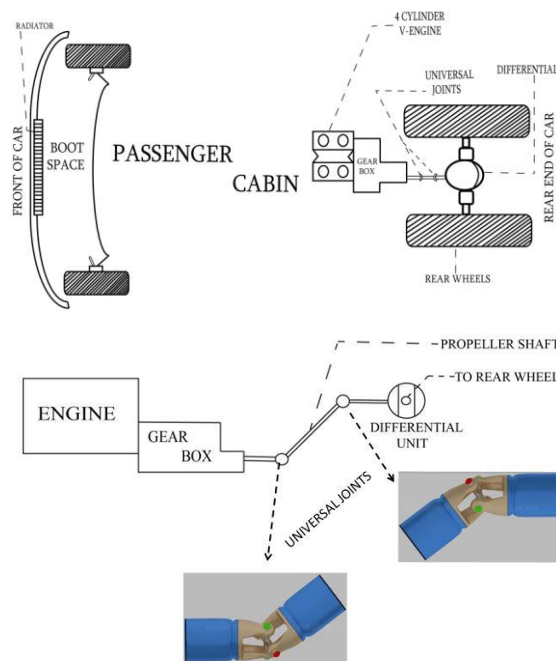 RADIATOR
FRONT OF CAR
BOOT
SPACE
PASSENGER
CABIN
4 CYLINDER
V-ENGINE
UNIVERSAL
JOINTS
DIFFERENTIAL
GEAR
BOX
REAR END OF CAR
REAR WHEELS
PROPELLER SHAFT
TO REAR WHEEL
ENGINE
GEAR
BOX
DIFFERENTIAL
UNIT
UNIVERSAL JOINTS